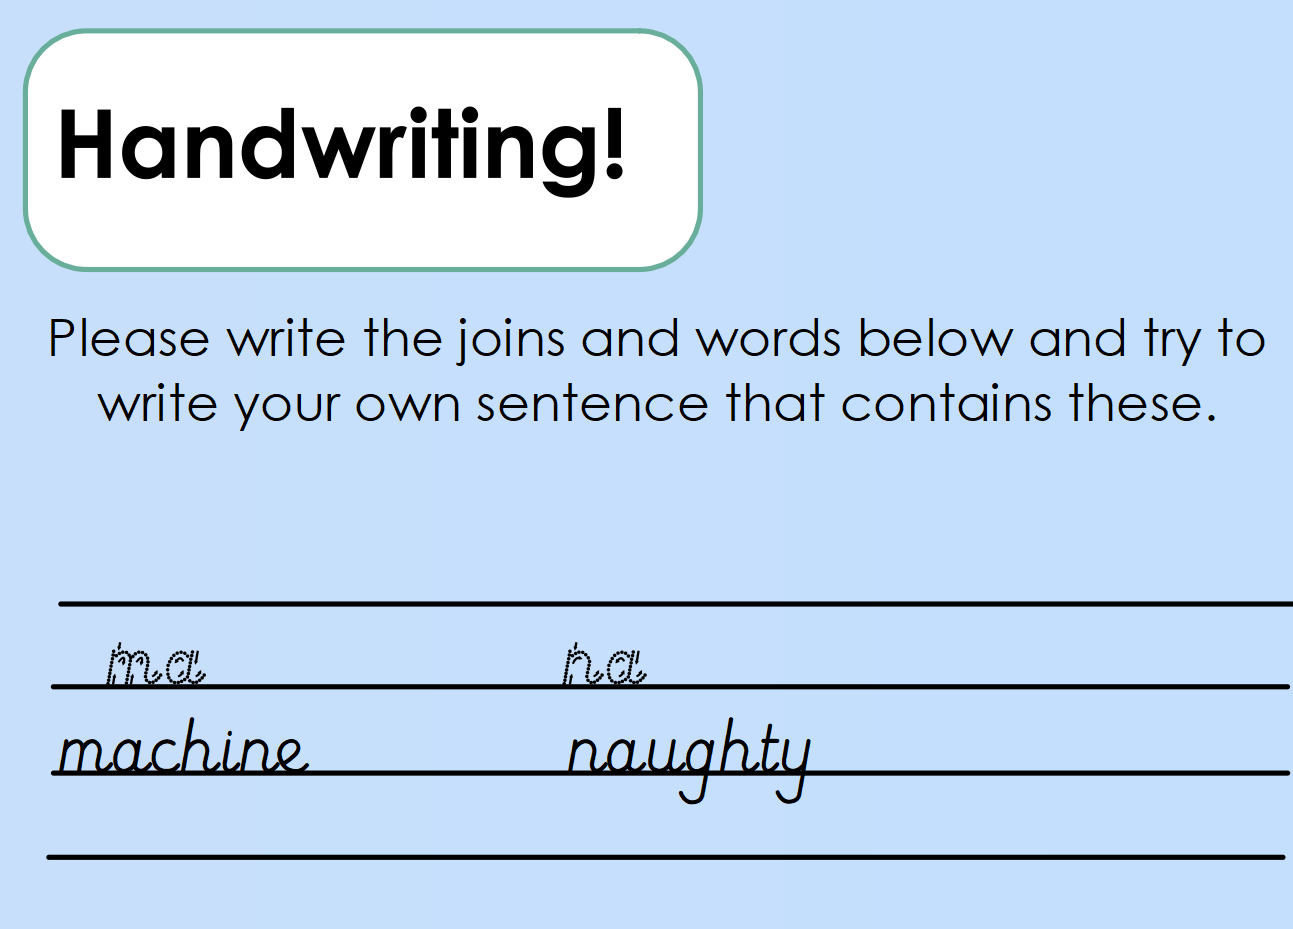 Handwriting!
Please write the joins and words below and try to
write your own sentence that contains these.
ma na
machine naughty